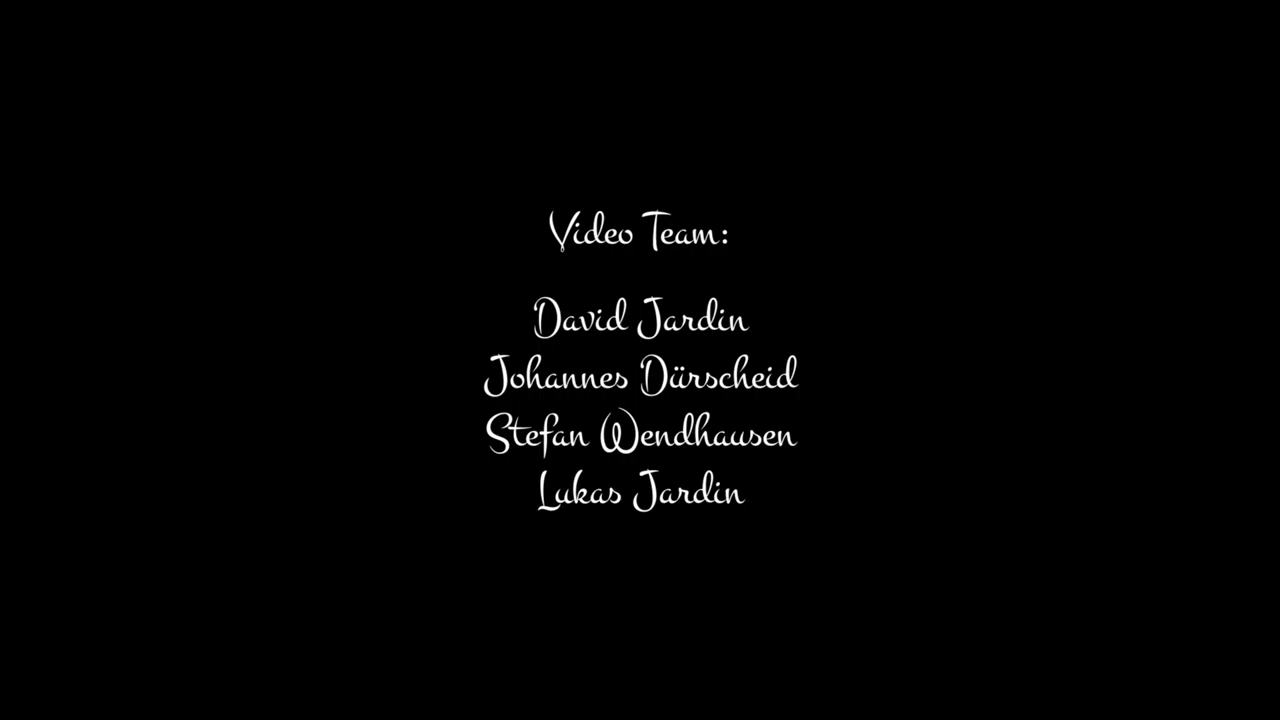 Video Team:
David Jardin
Johannes Dürscheid
Stefan Wendhausen
Lukas Jardin